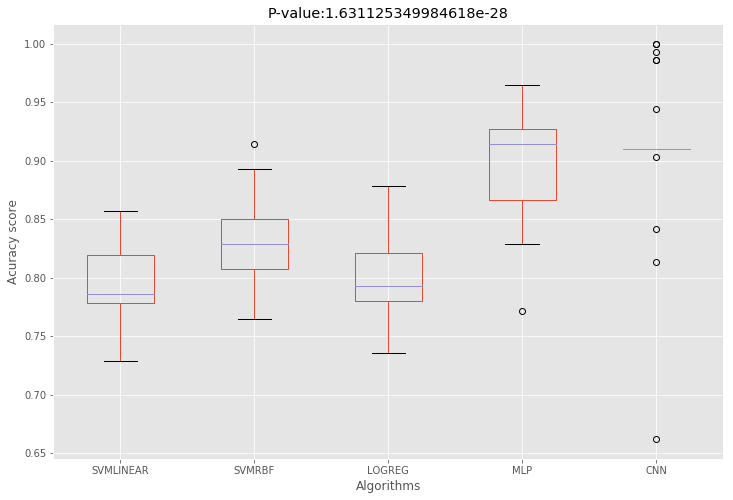 P-value:1.631125349984618e-28
1.00
0.95
0.90
0.85
0.80
0.75
0.70
0.65
Acuracy score
SVMLINEAR SVMRBF LOGREG MLP CNN
Algorithms